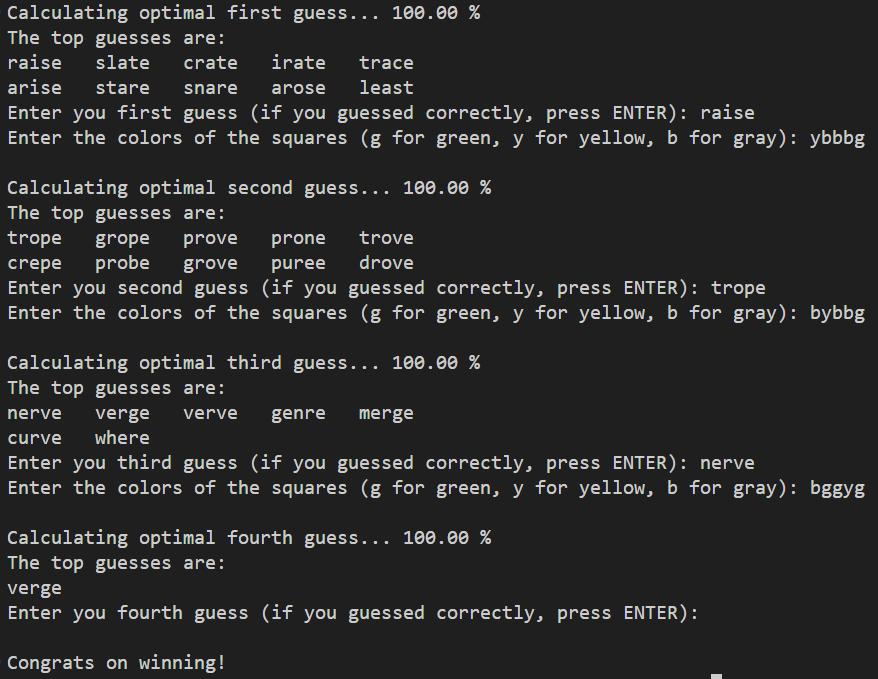 Calculating optimal first guess... 100.00 %
The top guesses are:
raise   slate   crate   irate   trace
arise   stare   snare   arose   least
Enter you first guess (if you guessed correctly, press ENTER): raise
Enter the colors of the squares (g for green, y for yellow, b for gray): ybbbg

Calculating optimal second guess... 100.00 %
The top guesses are:
trope   grope   prove   prone   trove
crepe   probe   grove   puree   drove
Enter you second guess (if you guessed correctly, press ENTER): trope
Enter the colors of the squares (g for green, y for yellow, b for gray): bybbg

Calculating optimal third guess... 100.00 %
The top guesses are:
nerve   verge   verve   genre   merge
curve   where
Enter you third guess (if you guessed correctly, press ENTER): nerve
Enter the colors of the squares (g for green, y for yellow, b for gray): bggyg

Calculating optimal fourth guess... 100.00 %
The top guesses are:
verge
Enter you fourth guess (if you guessed correctly, press ENTER):

Congrats on winning!